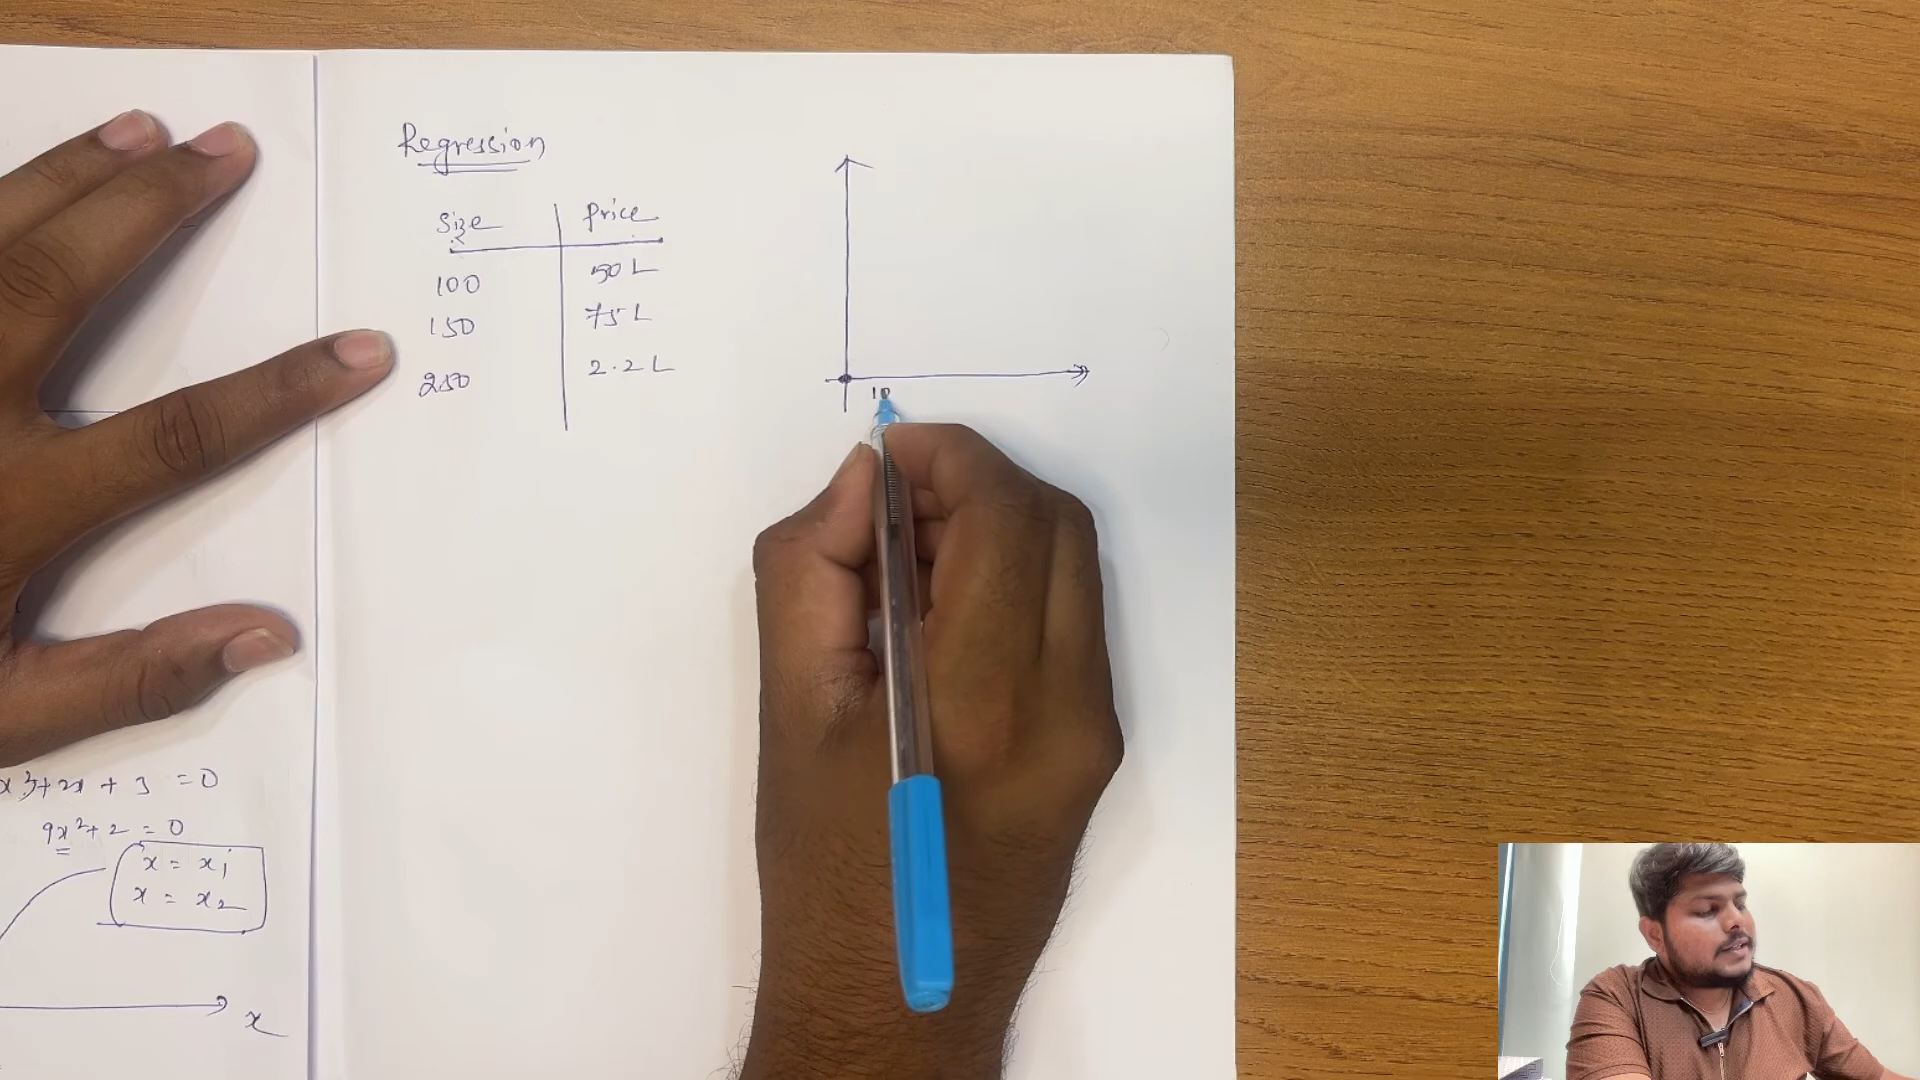 Regression
Size Price
100 50 L
150 75 L
250 2.2 L
10
x3+2x + 3 = 0
9x²+ 2 = 0
x = x1
x = x2
x